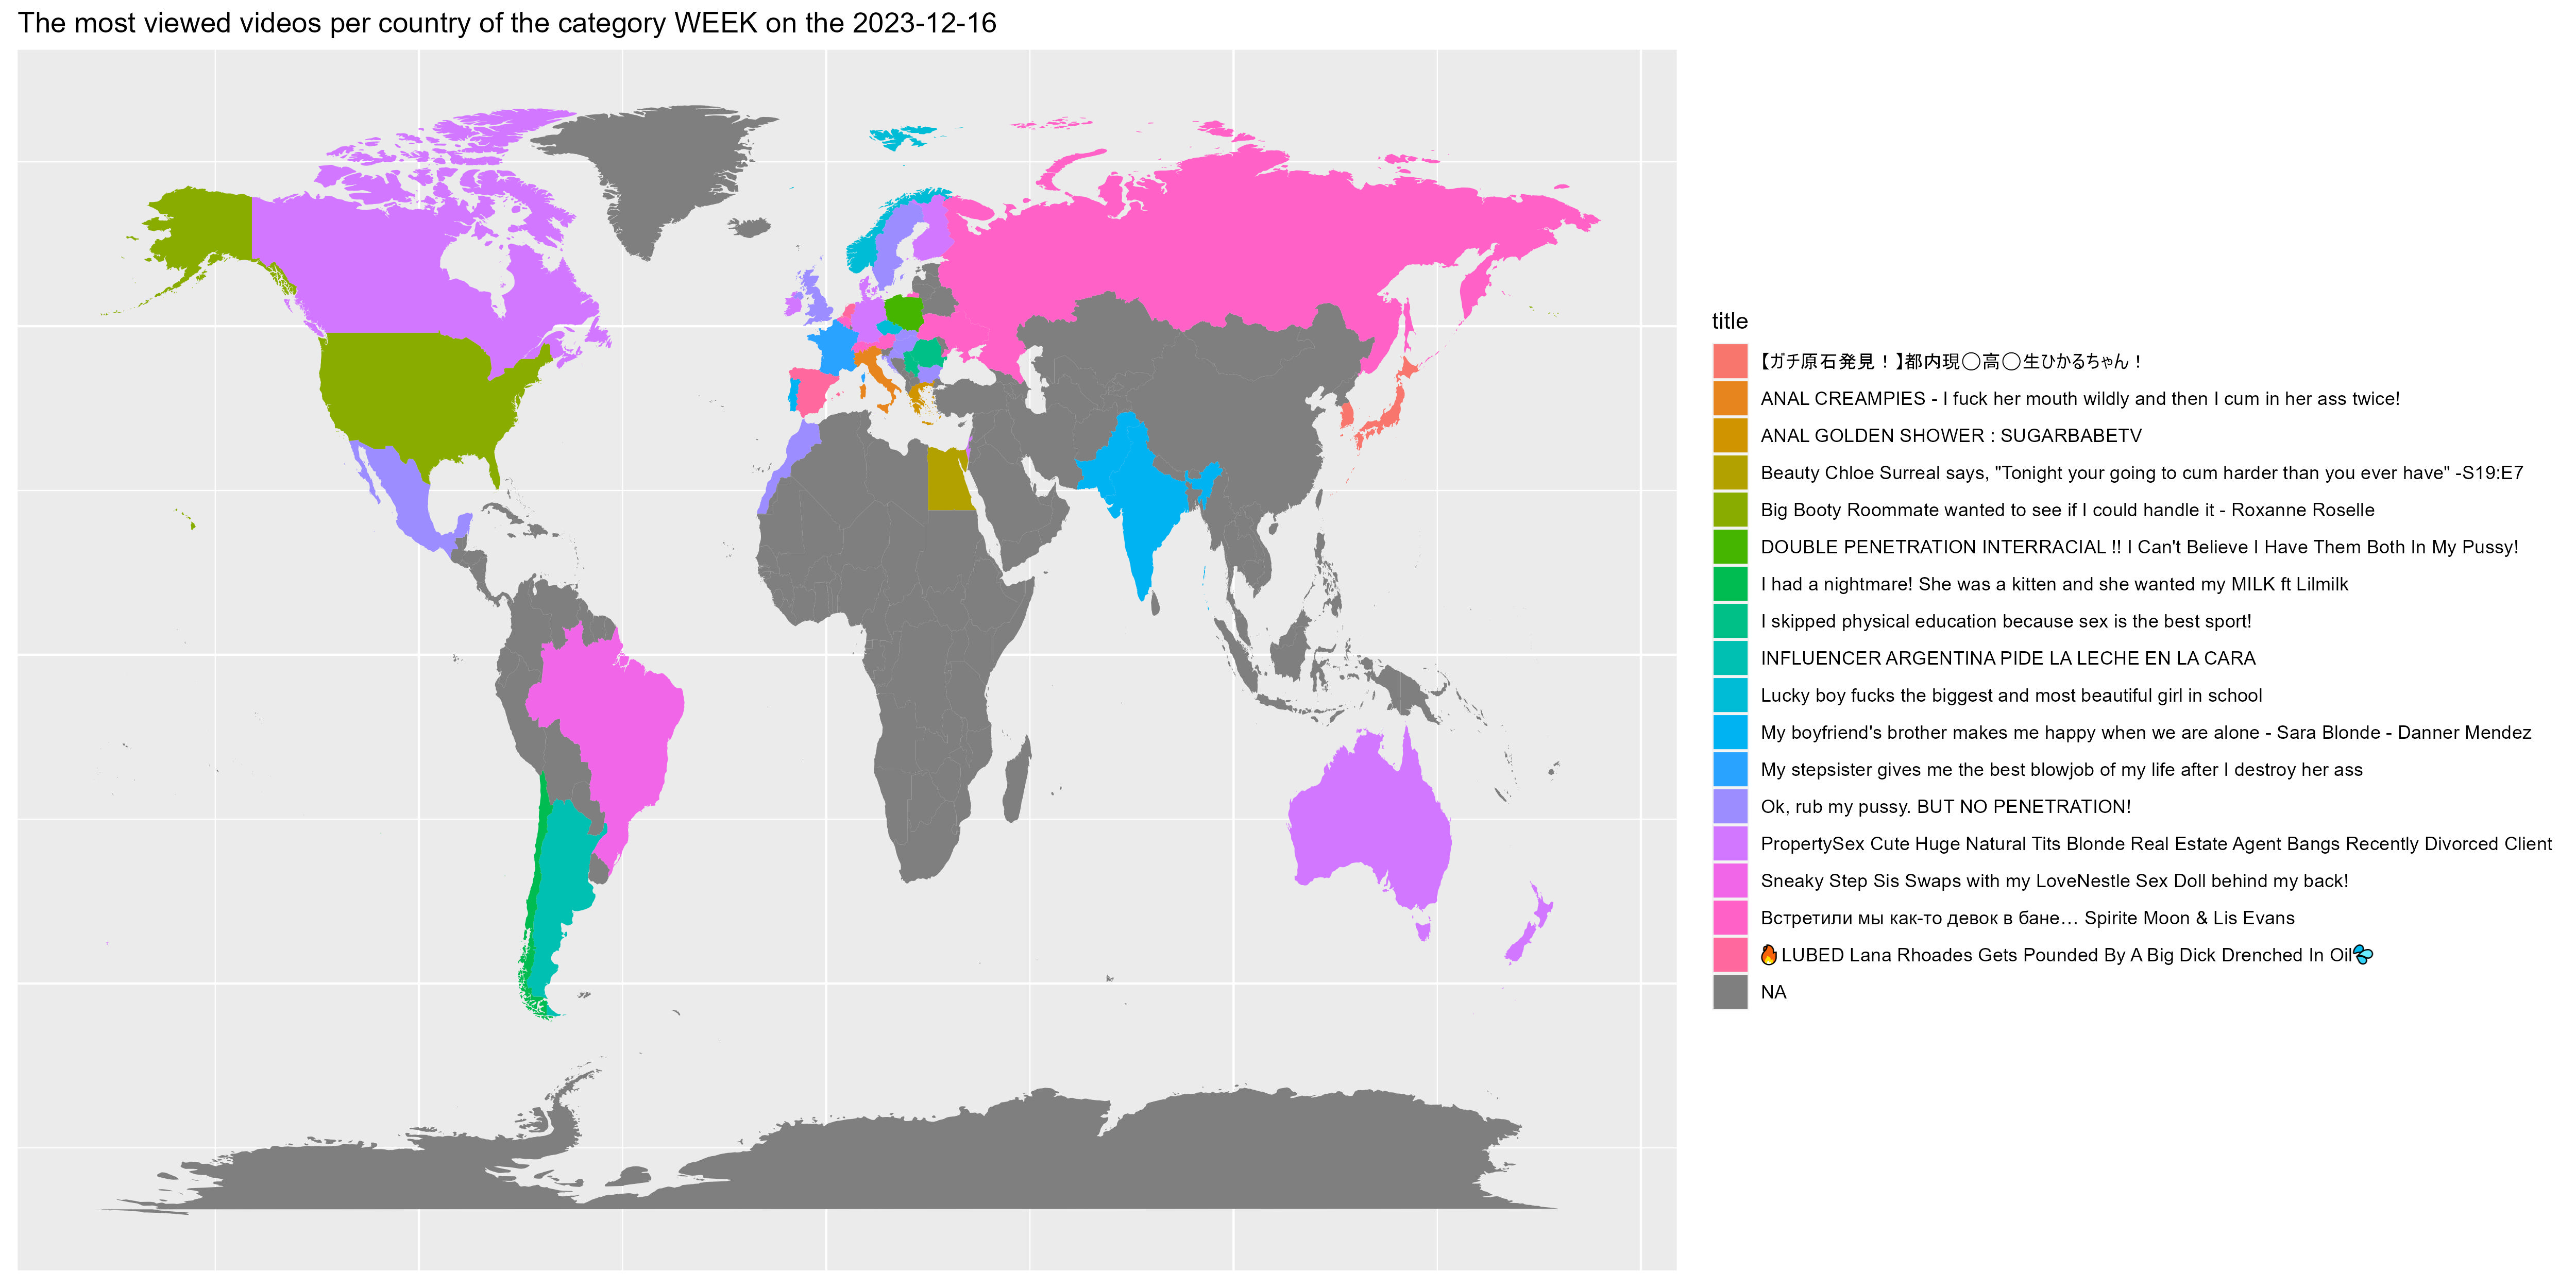 The most viewed videos per country of the category WEEK on the 2023-12-16
title
【ガチ原石発見！】都内現◯高◯生ひかるちゃん！
ANAL CREAMPIES - I fuck her mouth wildly and then I cum in her ass twice!
ANAL GOLDEN SHOWER : SUGARBABETV
Beauty Chloe Surreal says, "Tonight your going to cum harder than you ever have" -S19:E7
Big Booty Roommate wanted to see if I could handle it - Roxanne Roselle
DOUBLE PENETRATION INTERRACIAL !! I Can't Believe I Have Them Both In My Pussy!
I had a nightmare! She was a kitten and she wanted my MILK ft Lilmilk
I skipped physical education because sex is the best sport!
INFLUENCER ARGENTINA PIDE LA LECHE EN LA CARA
Lucky boy fucks the biggest and most beautiful girl in school
My boyfriend's brother makes me happy when we are alone - Sara Blonde - Danner Mendez
My stepsister gives me the best blowjob of my life after I destroy her ass
Ok, rub my pussy. BUT NO PENETRATION!
PropertySex Cute Huge Natural Tits Blonde Real Estate Agent Bangs Recently Divorced Client
Sneaky Step Sis Swaps with my LoveNestle Sex Doll behind my back!
Встретили мы как-то девок в бане… Spirite Moon & Lis Evans
🔥LUBED Lana Rhoades Gets Pounded By A Big Dick Drenched In Oil💦
NA